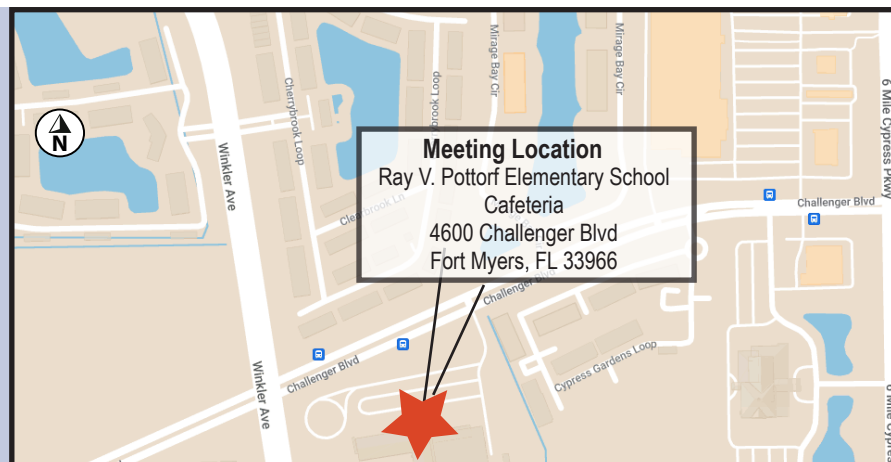 Mirage Bay Cir
Mirage Bay Cir
Cherrybrook Loop
6 Mile Cypress Pkwy
N
Winkler Ave
Meeting Location
Ray V. Pottorf Elementary School
Cafeteria
4600 Challenger Blvd
Fort Myers, FL 33966
Challenger Blvd
Challenger Blvd
Winkler Ave
Challenger Blvd
Cypress Gardens Loop